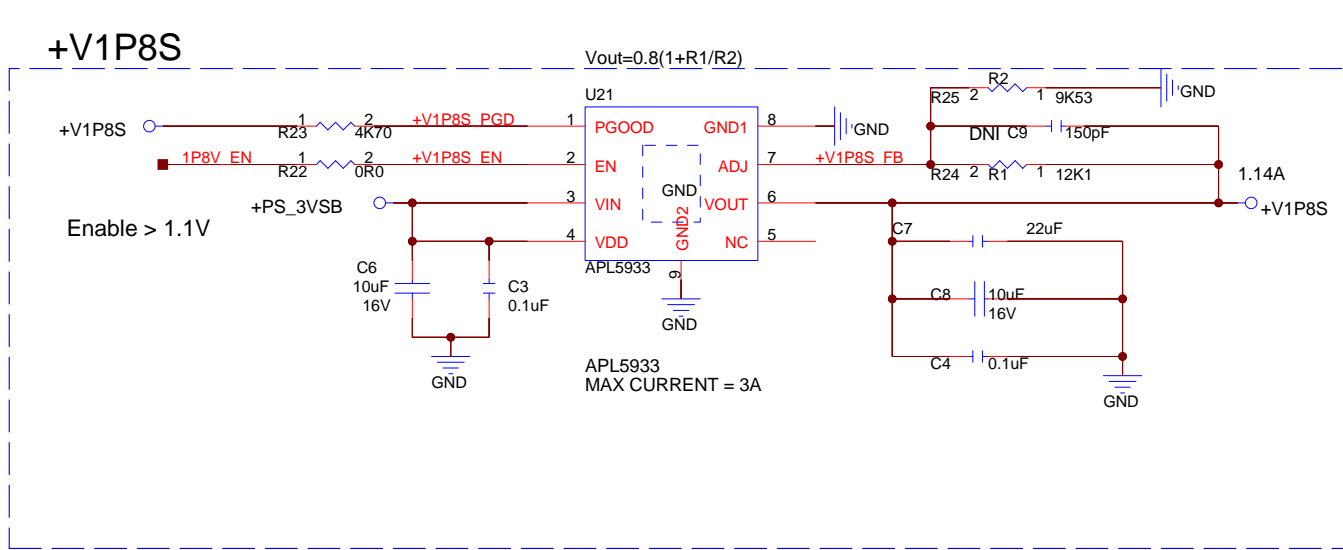 +V1P8S
Vout=0.8(1+R1/R2)
U21
+V1P8S
1
R23
2
4K70
+V1P8S_PGD
1
PGOOD
GND1
8
GND
R25
2
R2
1
9K53
GND
DNI
C9
150pF
1P8V_EN
1
R22
2
0R0
+V1P8S_EN
2
EN
ADJ
7
+V1P8S_FB
R24
2
R1
1
12K1
1.14A
+PS_3VSB
3
VIN
GND
VOUT
6
+V1P8S
Enable > 1.1V
4
VDD
GND2
NC
5
C7
22uF
APL5933
9
C6
10uF
16V
C3
0.1uF
C8
10uF
16V
GND
GND
C4
0.1uF
GND
APL5933
MAX CURRENT = 3A